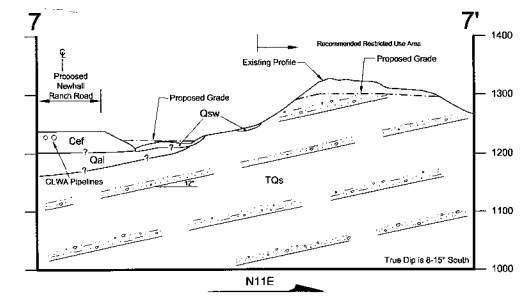 7
7'
℄
Proposed
Newhall
Ranch Road
Recommended Restricted Use Area
Existing Profile
Proposed Grade
Proposed Grade
Qsw
Cef
Qal
?
?
?
?
?
?
CLWA Pipelines
12°
TQs
1400
1300
1200
1100
1000
True Dip is 8-15° South
N11E